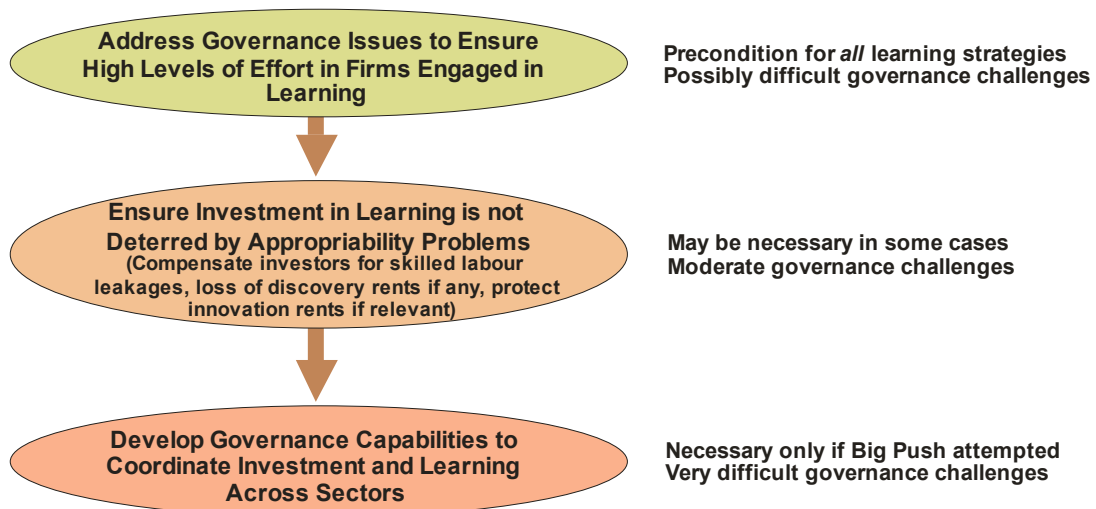 Address Governance Issues to Ensure
High Levels of Effort in Firms Engaged in
Learning
Precondition for all learning strategies
Possibly difficult governance challenges
Ensure Investment in Learning is not
Deterred by Appropriability Problems
(Compensate investors for skilled labour
leakages, loss of discovery rents if any, protect
innovation rents if relevant)
May be necessary in some cases
Moderate governance challenges
Develop Governance Capabilities to
Coordinate Investment and Learning
Across Sectors
Necessary only if Big Push attempted
Very difficult governance challenges